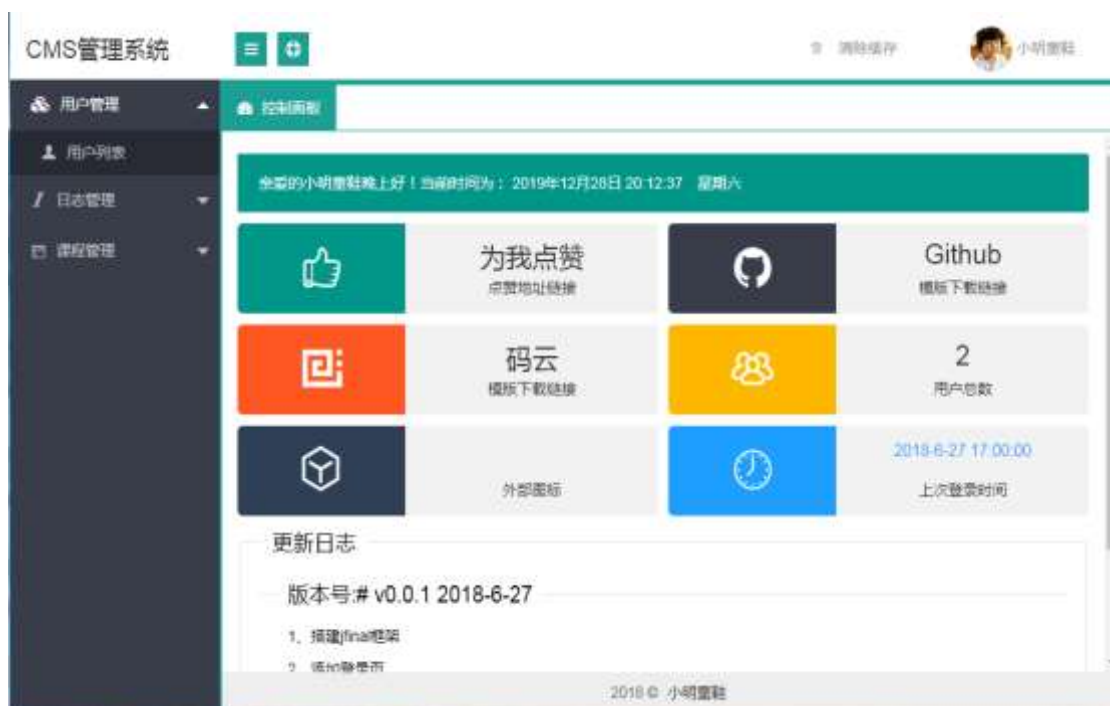 CMS管理系统
清除缓存
小明童鞋
用户管理
控制面板
用户列表
日志管理
课程管理
亲爱的小明童鞋晚上好！当前时间为： 2019年12月28日 20:12:37 星期六
为我点赞
点赞地址链接
Github
模版下载链接
码云
模版下载链接
2
用户总数
外部图标
2018-6-27 17:00:00
上次登录时间
更新日志
版本号:# v0.0.1 2018-6-27
1、搭建jfinal框架
2、添加登录页
2018 © 小明童鞋